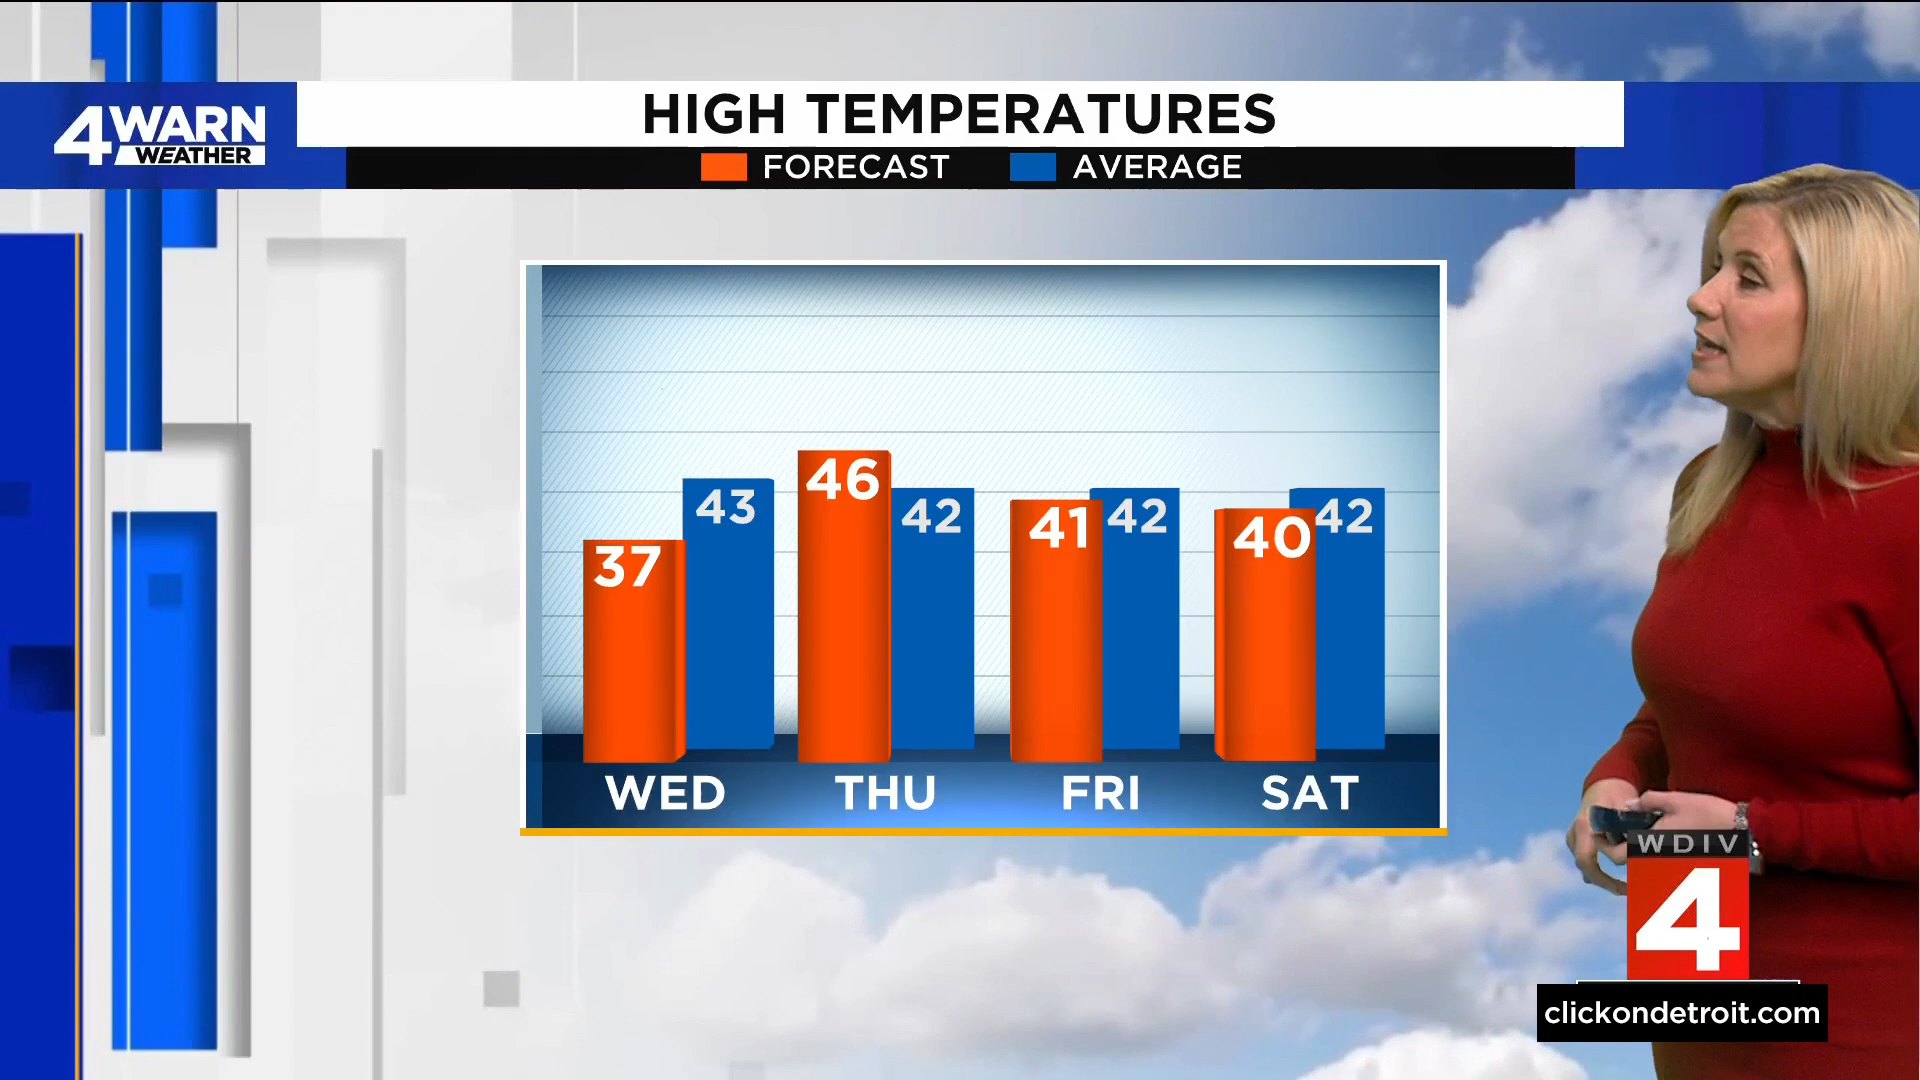 4WARN
WEATHER
HIGH TEMPERATURES
FORECAST AVERAGE
37 43 46 42 41 42 40 42
WED THU FRI SAT
WDIV
4
clickondetroit.com